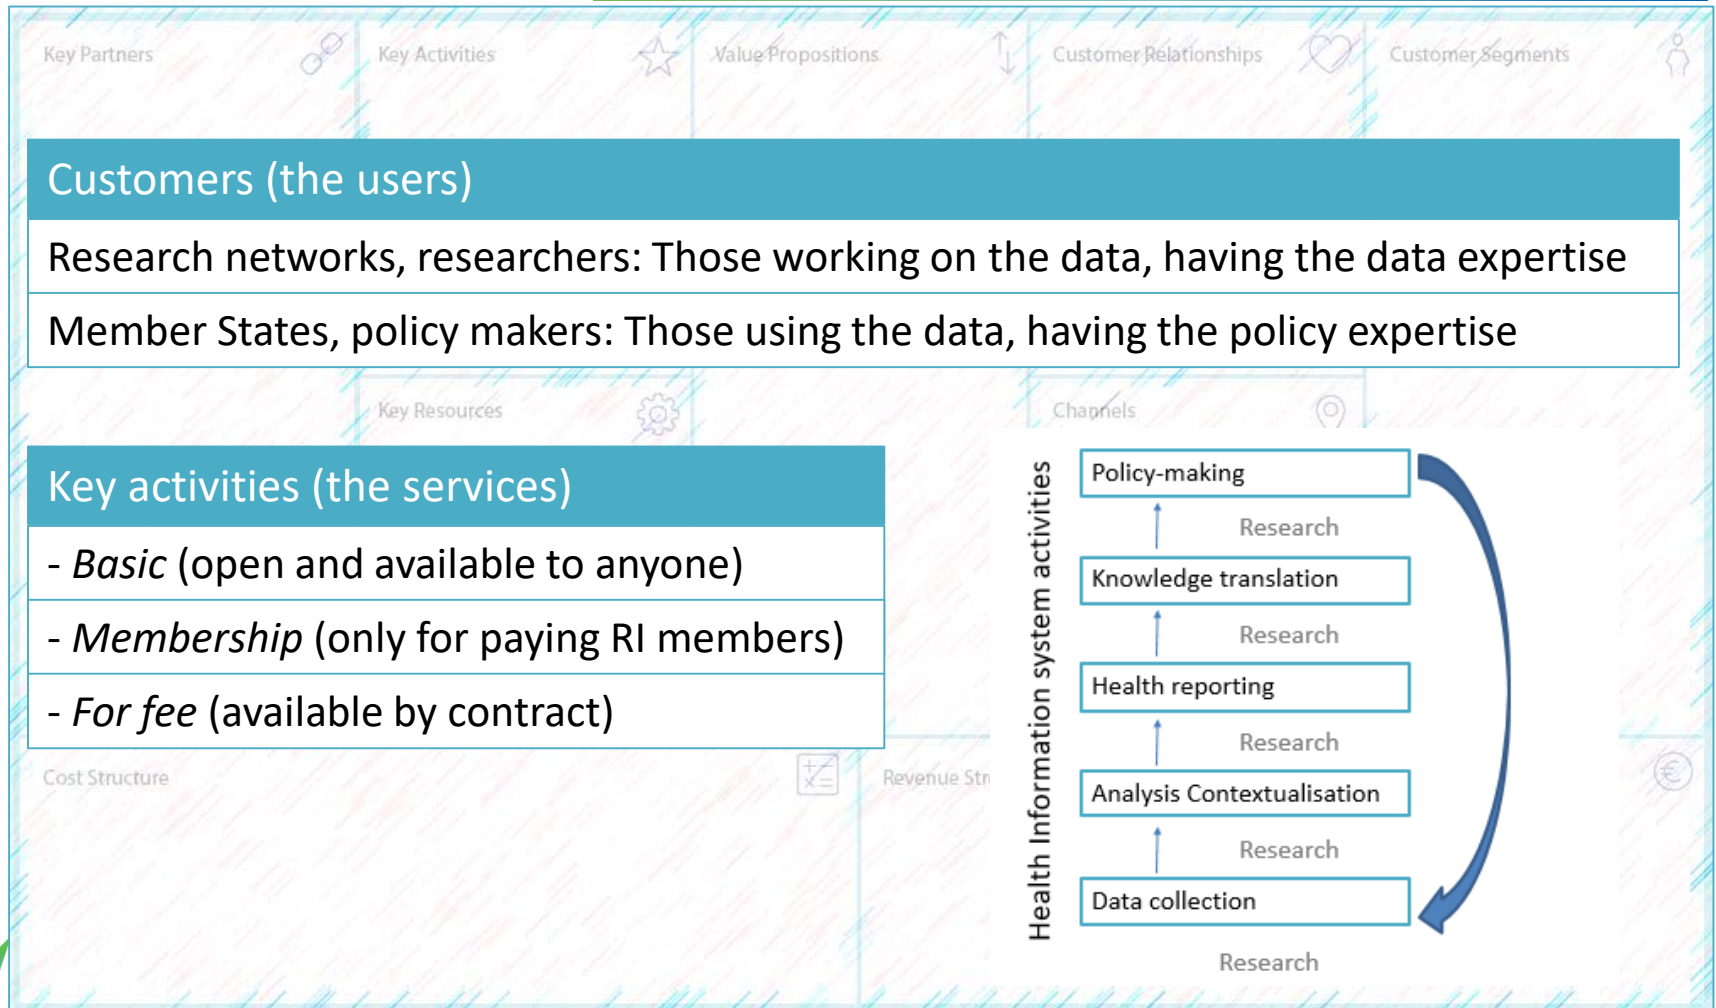 Key Partners
Key Activities
Value Propositions
Customer Relationships
Customer Segments
Customers (the users)
Research networks, researchers: Those working on the data, having the data expertise
Member States, policy makers: Those using the data, having the policy expertise
Key Resources
Channels
Key activities (the services)
- Basic (open and available to anyone)
- Membership (only for paying RI members)
- For fee (available by contract)
Cost Structure
Revenue Str
Health Information system activities
Policy-making
Research
Knowledge translation
Research
Health reporting
Research
Analysis Contextualisation
Research
Data collection
Research